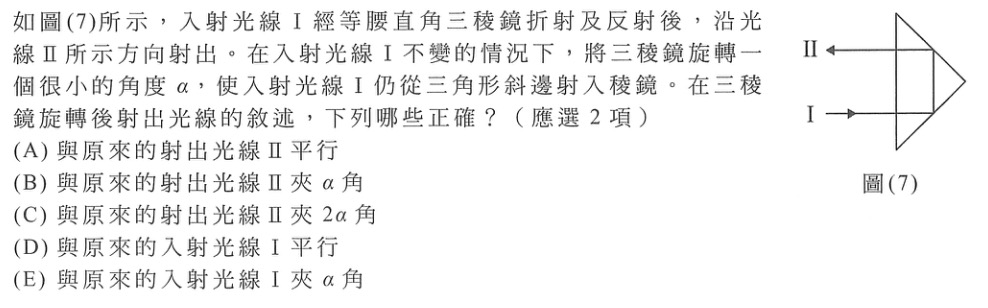 如圖(7)所示，入射光線 I 經等腰直角三稜鏡折射及反射後，沿光
線 II 所示方向射出。在入射光線 I 不變的情況下，將三稜鏡旋轉一
個很小的角度 α，使入射光線 I 仍從三角形斜邊射入稜鏡。在三稜
鏡旋轉後射出光線的敘述，下列哪些正確？（應選 2 項）
(A) 與原來的射出光線 II 平行
(B) 與原來的射出光線 II 夾 α 角
(C) 與原來的射出光線 II 夾 2α 角
(D) 與原來的入射光線 I 平行
(E) 與原來的入射光線 I 夾 α 角
II
I
圖(7)